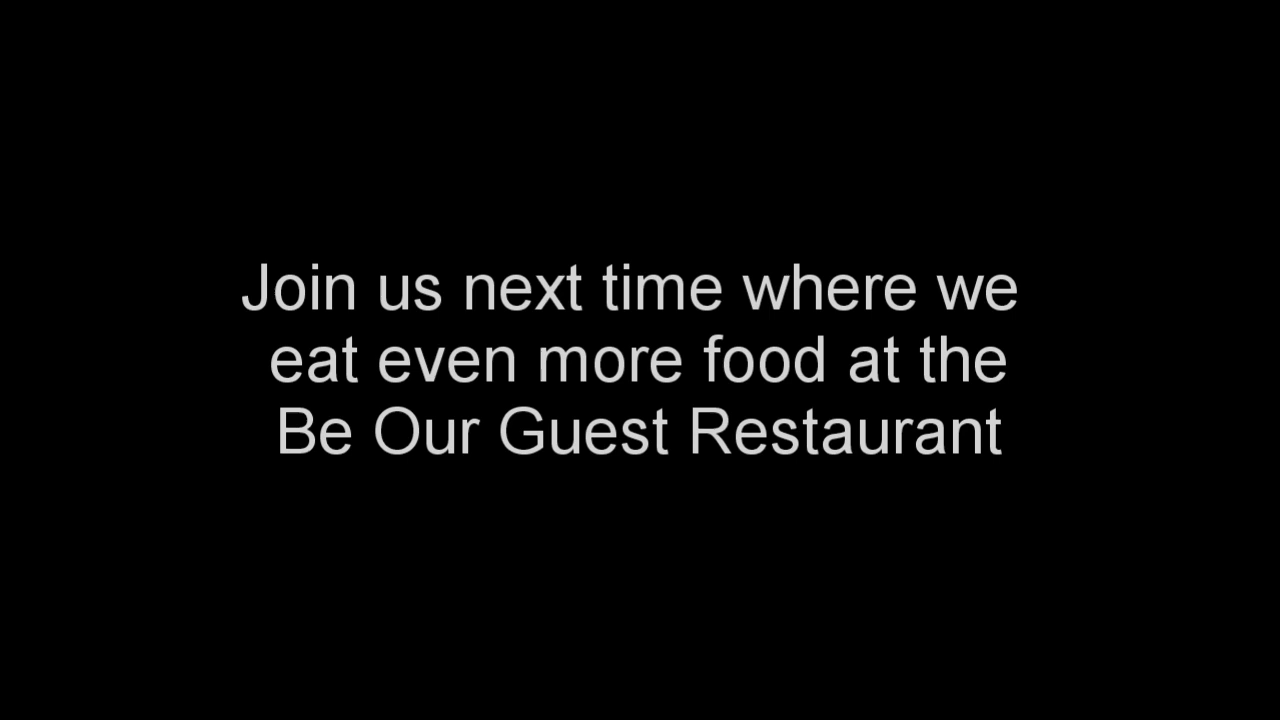 Join us next time where we
eat even more food at the
Be Our Guest Restaurant